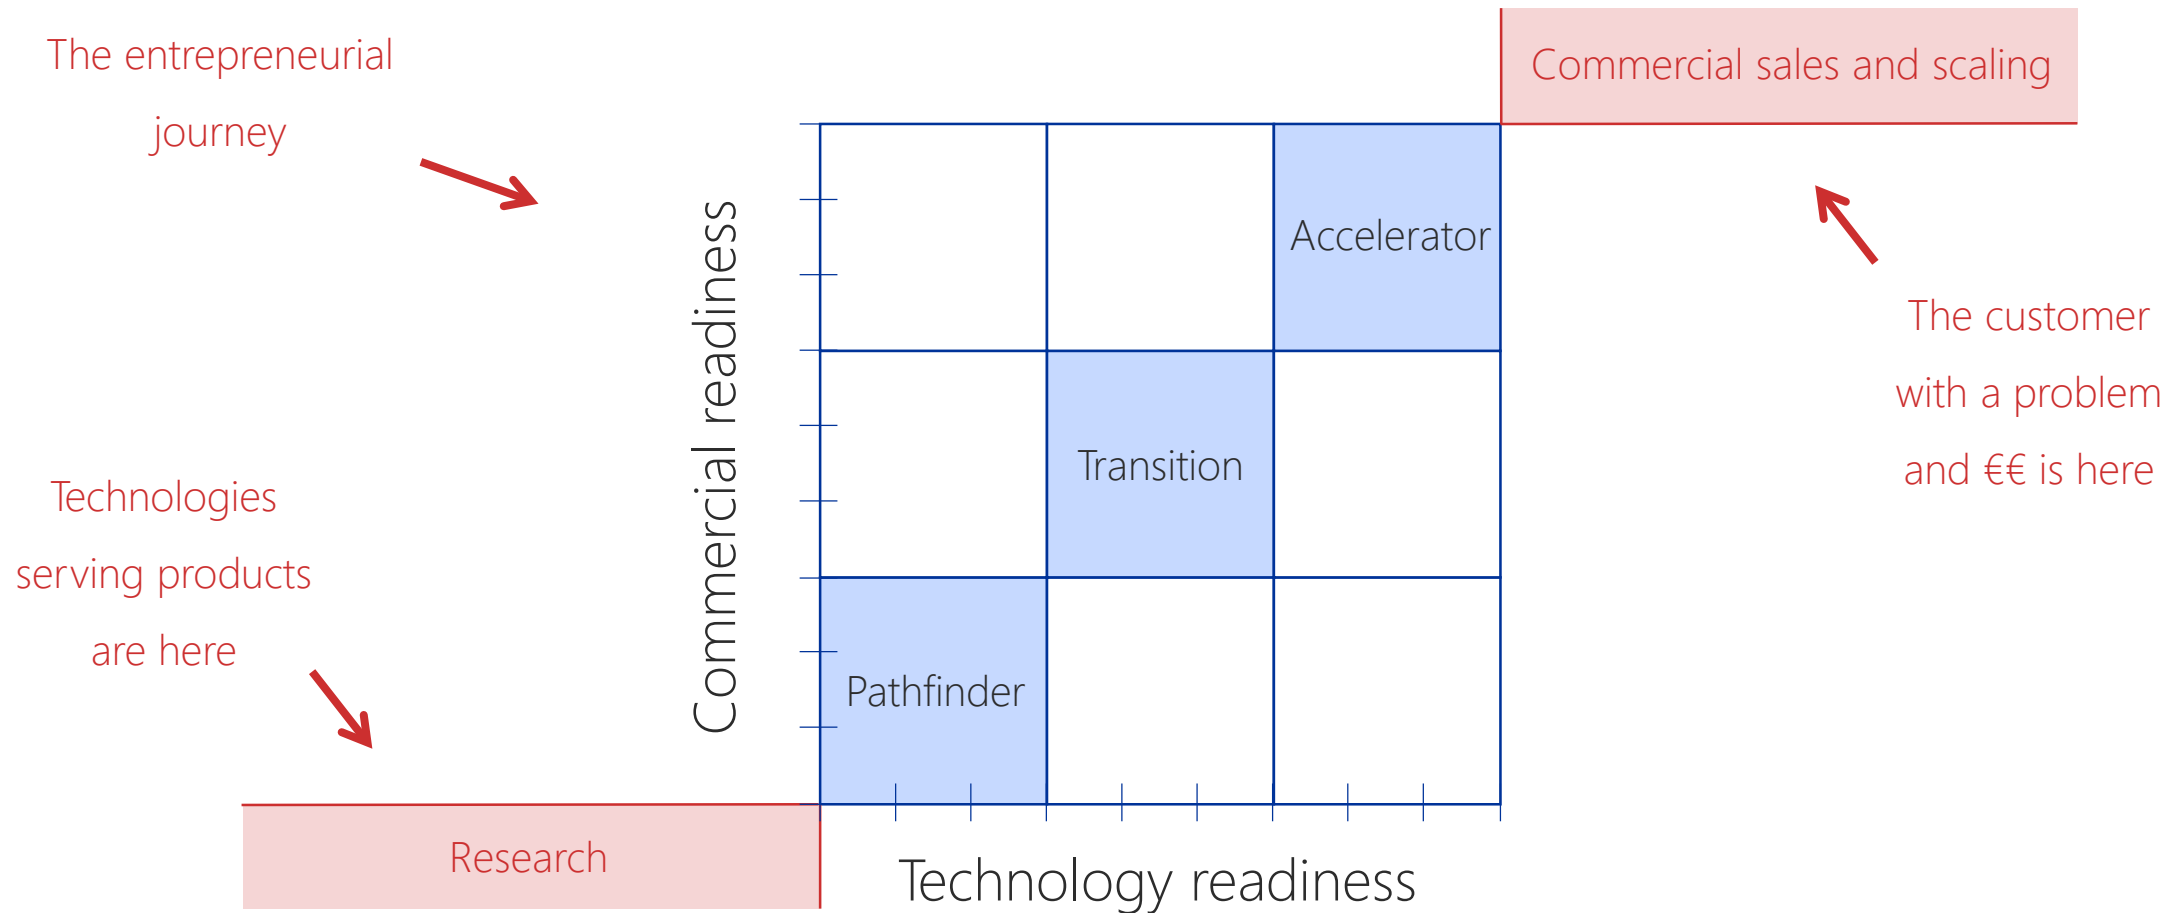 The entrepreneurial
journey
Commercial sales and scaling
Accelerator
Commercial readiness
The customer
with a problem
and €€ is here
Transition
Technologies
serving products
are here
Pathfinder
Research
Technology readiness